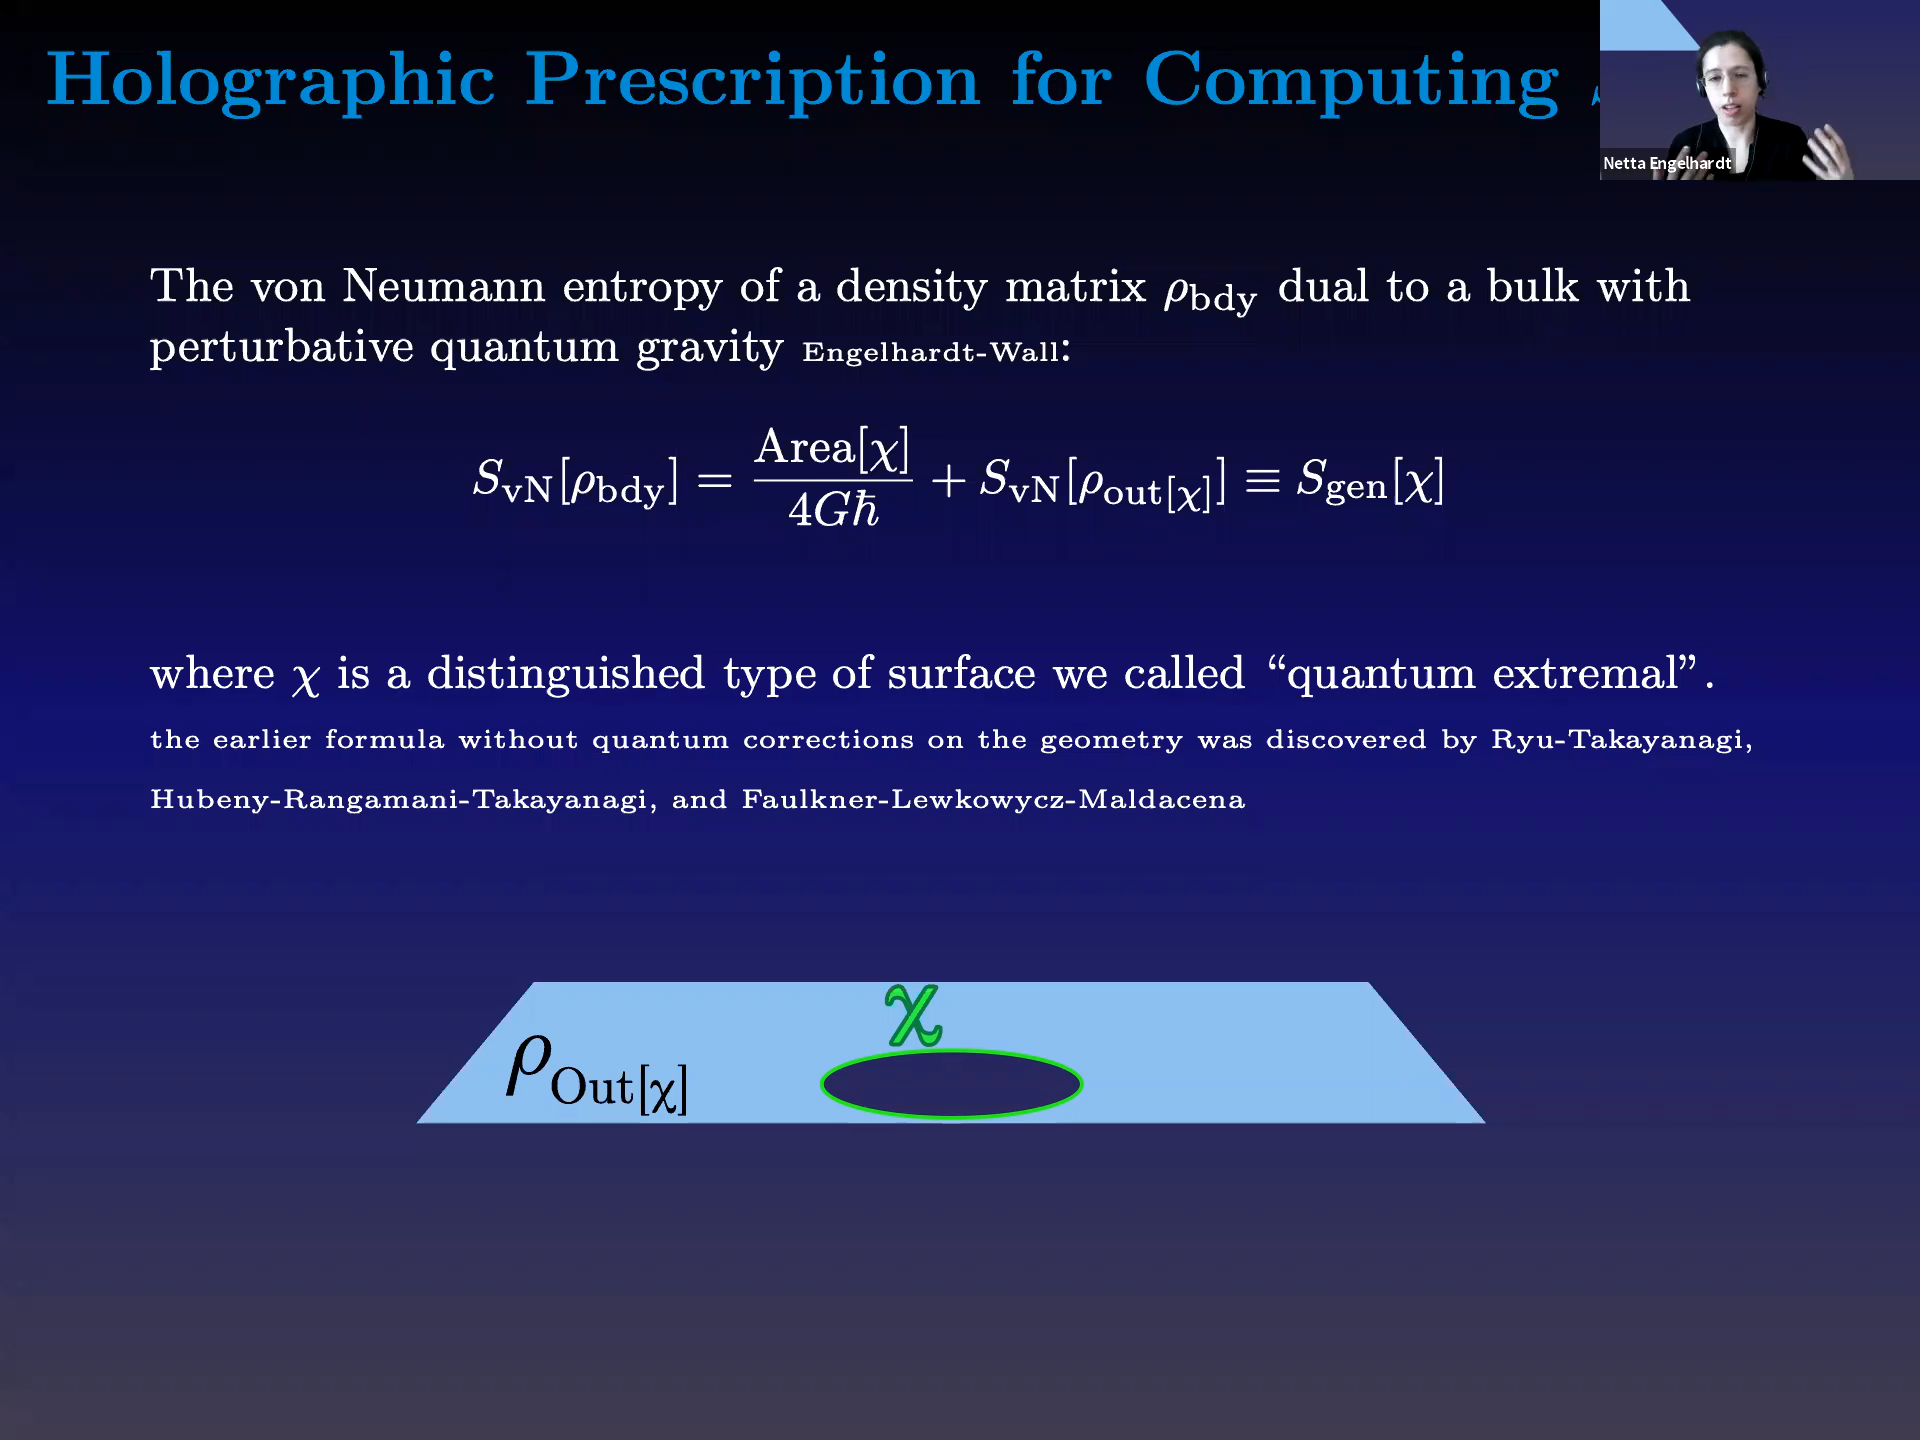 Holographic Prescription for Computing
Netta Engelhardt
The von Neumann entropy of a density matrix ρ_bdy dual to a bulk with
perturbative quantum gravity Engelhardt-Wall:
S_vN[ρ_bdy] = Area[χ]/4Għ + S_vN[ρ_out[χ]] ≡ S_gen[χ]
where χ is a distinguished type of surface we called “quantum extremal”.
the earlier formula without quantum corrections on the geometry was discovered by Ryu-Takayanagi,
Hubeny-Rangamani-Takayanagi, and Faulkner-Lewkowycz-Maldacena
χ
ρ_Out[χ]